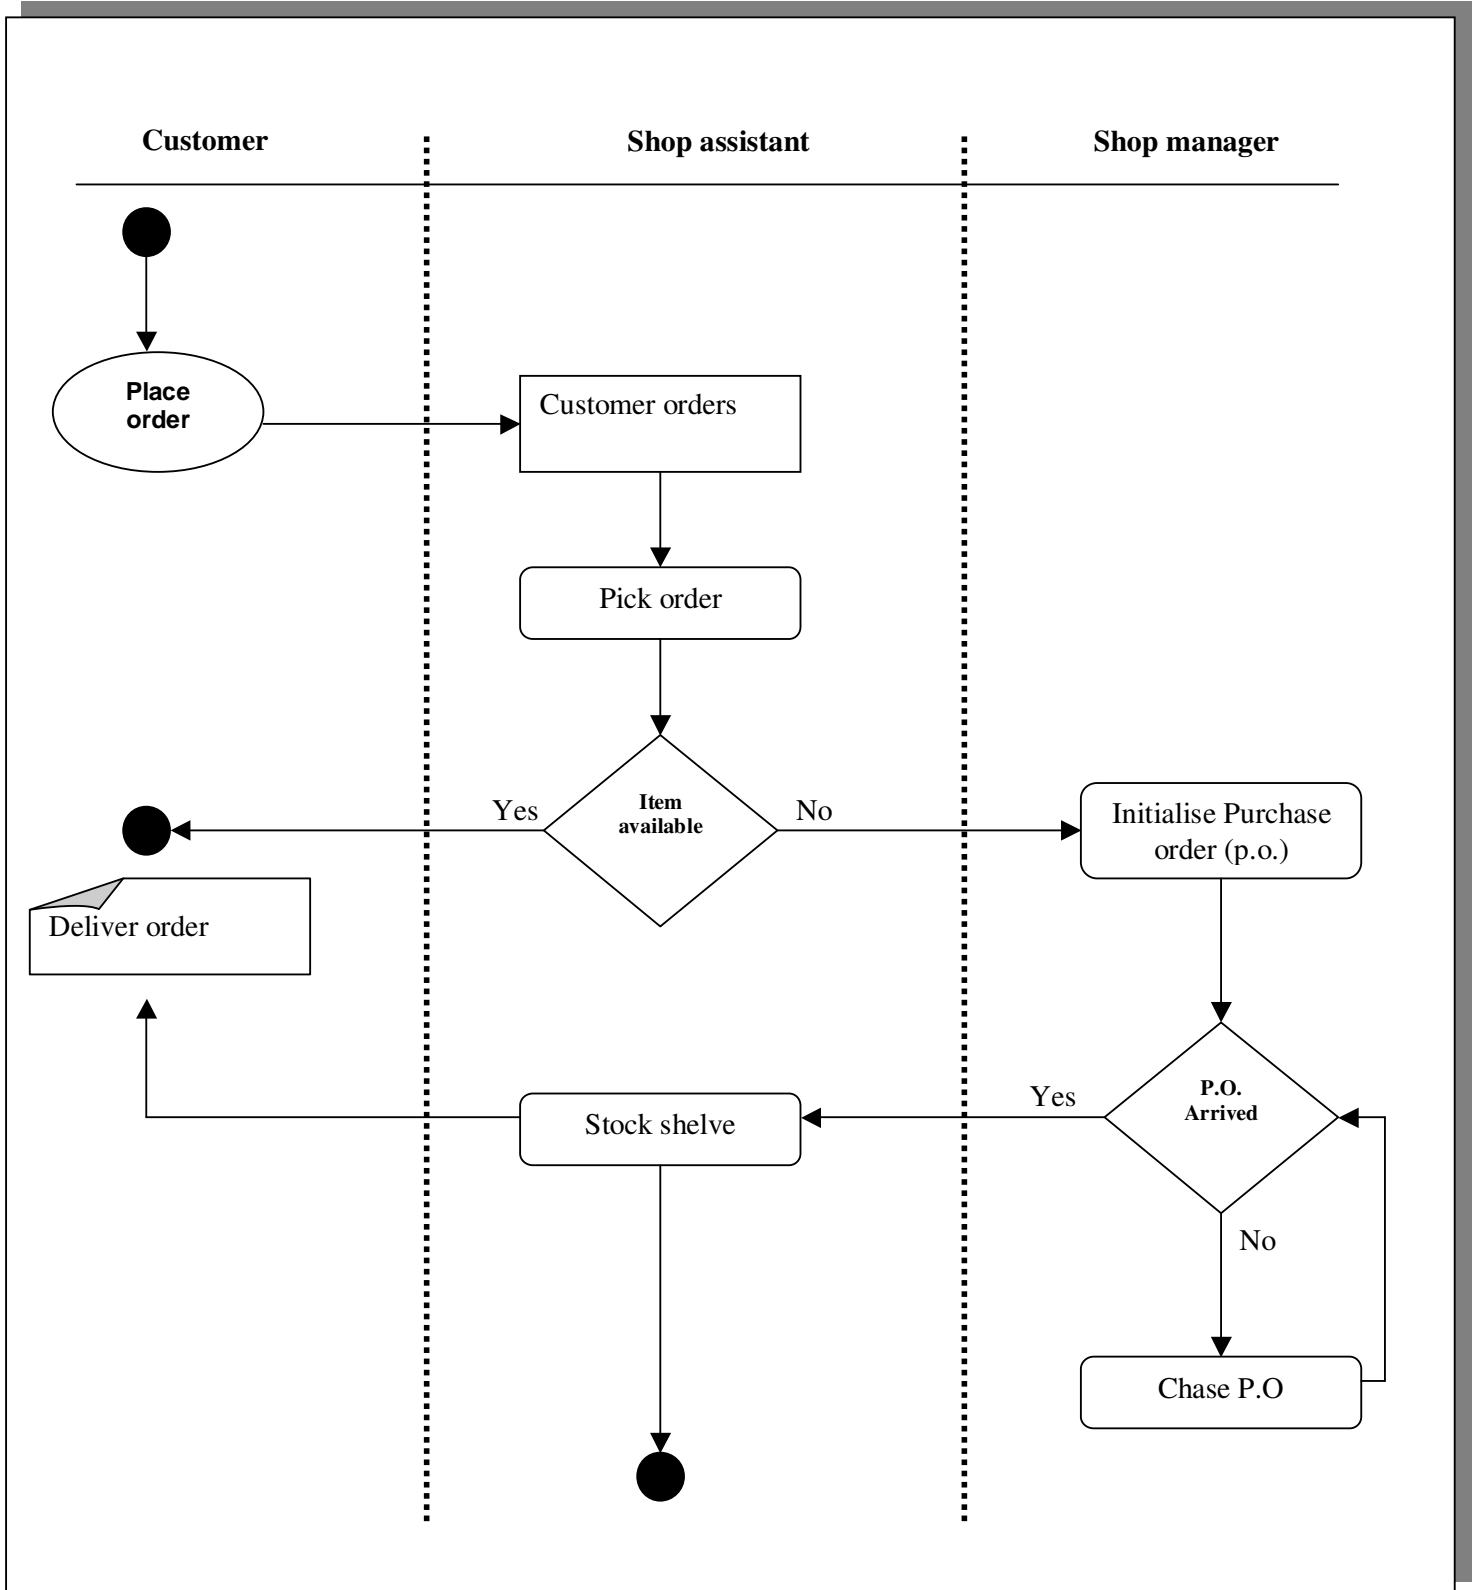 Customer
Shop assistant
Shop manager
Place
order
Customer orders
Pick order
Item
available
Yes
No
Initialise Purchase
order (p.o.)
Deliver order
P.O.
Arrived
Yes
Stock shelve
No
Chase P.O